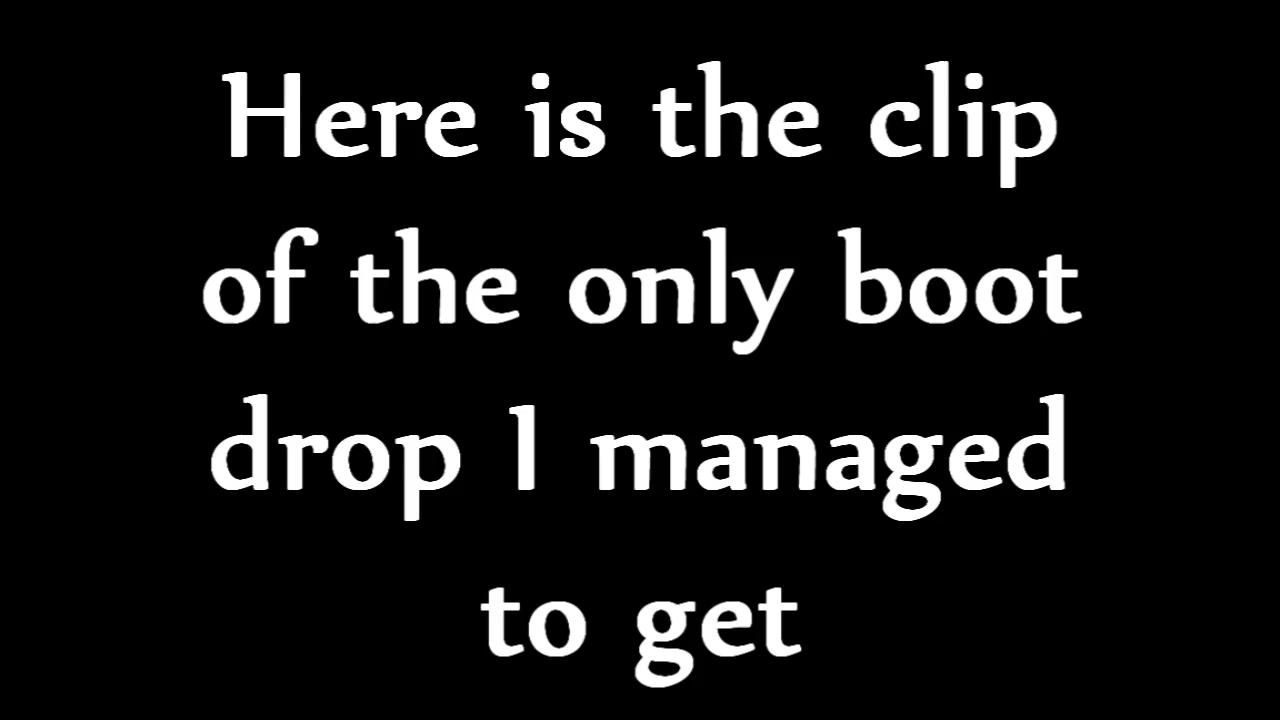 Here is the clip
of the only boot
drop I managed
to get